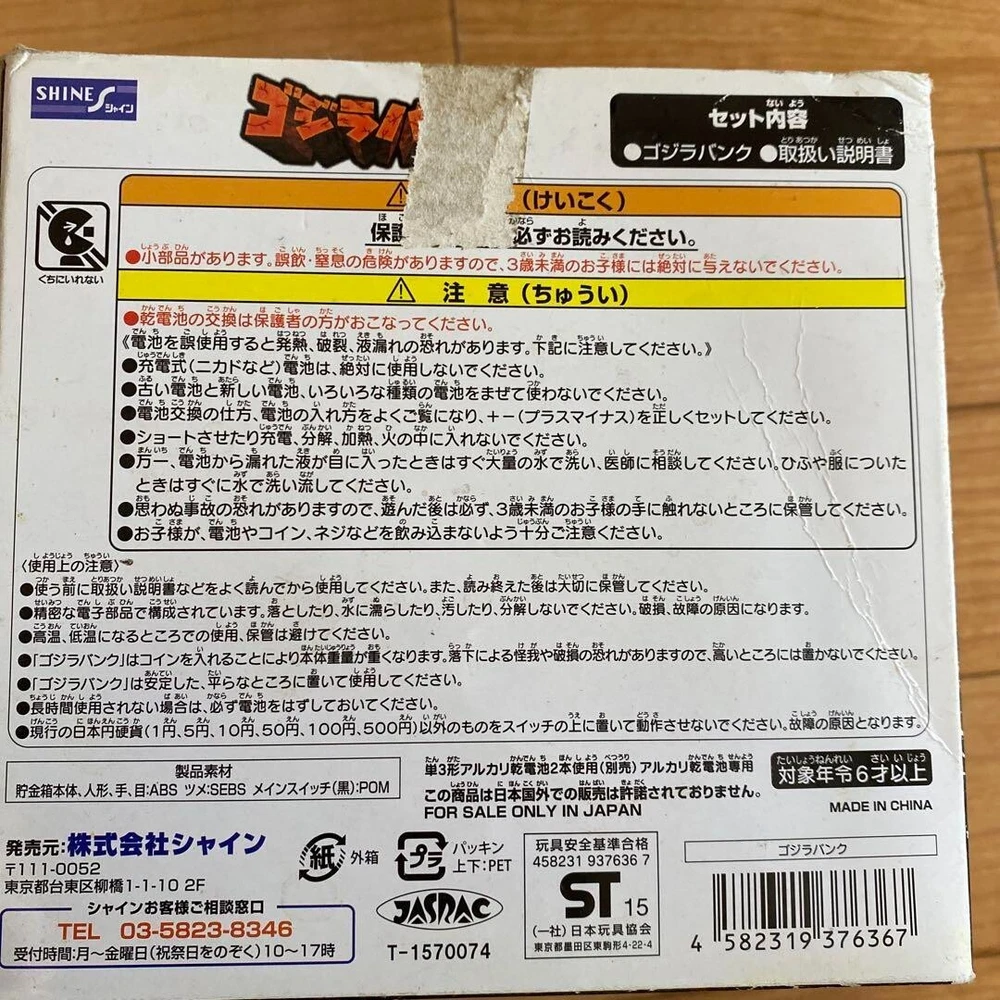 SHINE シャイン
ゴジラバ
セット内容
●ゴジラバンク ●取扱い説明書
(けいこく)
保護 必ずお読みください。
●小部品があります。誤飲・窒息の危険がありますので、3歳未満のお子様には絶対に与えないでください。
くちにいれない
注意(ちゅうい)
●乾電池の交換は保護者の方がおこなってください。
《電池を誤使用すると発熱、破裂、液漏れの恐れがあります。下記に注意してください。》
●充電式(ニカドなど)電池は、絶対に使用しないでください。
●古い電池と新しい電池、いろいろな種類の電池をまぜて使わないでください。
●電池交換の仕方、電池の入れ方をよくご覧になり、+-(プラスマイナス)を正しくセットしてください。
●ショートさせたり充電、分解、加熱、火の中に入れないでください。
●万一、電池から漏れた液が目に入ったときはすぐ大量の水で洗い、医師に相談してください。ひふや服についた
ときはすぐに水で洗い流してください。
●思わぬ事故の恐れがありますので、遊んだ後は必ず、3歳未満のお子様の手に触れないところに保管してください。
●お子様が、電池やコイン、ネジなどを飲み込まないよう十分ご注意ください。
〈使用上の注意〉
●使う前に取扱い説明書などをよく読んでから使用してください。また、読み終えた後は大切に保管してください。
●精密な電子部品で構成されています。落としたり、水に濡らしたり、汚したり、分解しないでください。破損、故障の原因になります。
●高温、低温になるところでの使用、保管は避けてください。
●「ゴジラバンク」はコインを入れることにより本体重量が重くなります。落下による怪我や破損の恐れがありますので、高いところには置かないでください。
●「ゴジラバンク」は安定した、平らなところに置いて使用してください。
●長時間使用されない場合は、必ず電池をはずしておいてください。
●現行の日本円硬貨(1円、5円、10円、50円、100円、500円)以外のものをスイッチの上に置いて動作させないでください。故障の原因となります。
製品素材
貯金箱本体、人形、手、目:ABS ツメ:SEBS メインスイッチ(黒):POM
単3形アルカリ乾電池2本使用(別売) アルカリ乾電池専用
この商品は日本国外での販売は許諾されておりません。
FOR SALE ONLY IN JAPAN
対象年令6才以上
MADE IN CHINA
発売元:株式会社シャイン
〒111-0052
東京都台東区柳橋1-1-10 2F
シャインお客様ご相談窓口
TEL 03-5823-8346
受付時間:月~金曜日(祝祭日をのぞく)10~17時
紙 外箱
プラ パッキン
上下:PET
JASRAC
T-1570074
玩具安全基準合格
458231 937636 7
ST 15
(一社)日本玩具協会
東京都墨田区東駒形4-22-4
ゴジラバンク
4 582319 376367